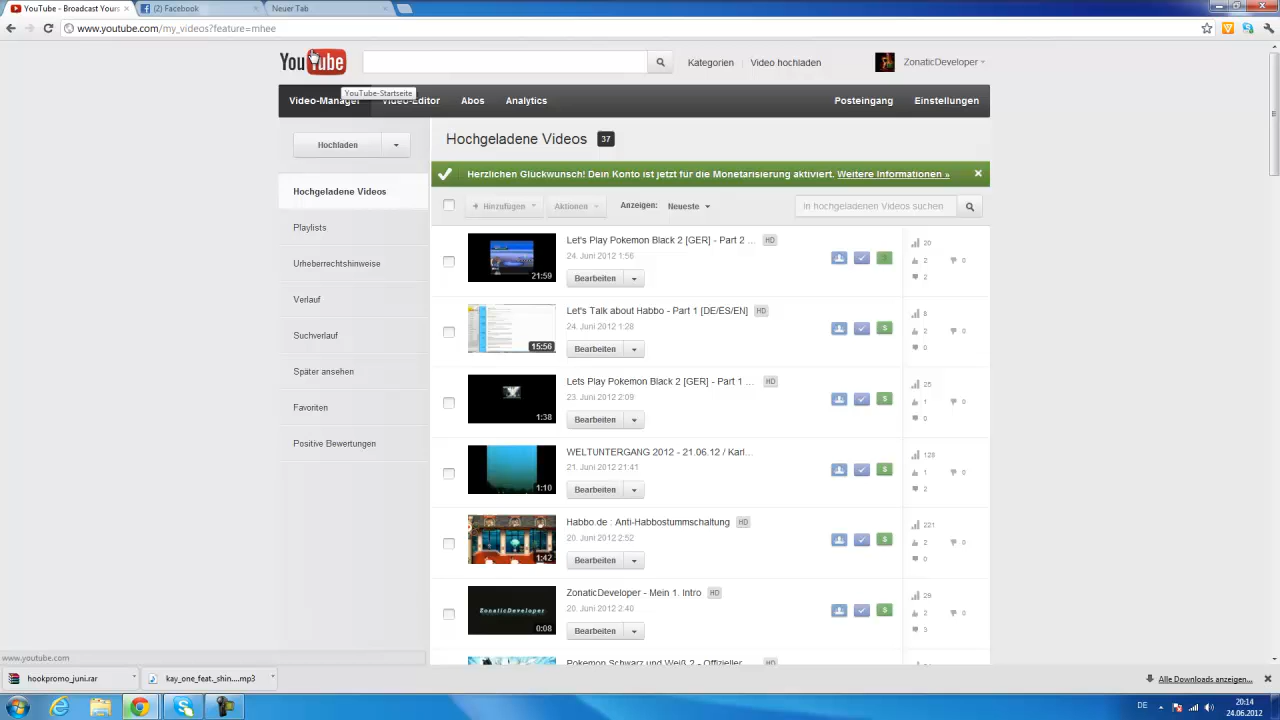 YouTube - Broadcast Yours
(2) Facebook
Neuer Tab
www.youtube.com/my_videos?feature=mhee
YouTube
Kategorien
Video hochladen
ZonaticDeveloper
YouTube-Startseite
Video-Manager
Video-Editor
Abos
Analytics
Posteingang
Einstellungen
Hochladen
Hochgeladene Videos 37
Herzlichen Glückwunsch! Dein Konto ist jetzt für die Monetarisierung aktiviert. Weitere Informationen »
Hochgeladene Videos
Playlists
Urheberrechtshinweise
Verlauf
Suchverlauf
Später ansehen
Favoriten
Positive Bewertungen
Hinzufügen
Aktionen
Anzeigen: Neueste
In hochgeladenen Videos suchen
21:59
Let's Play Pokemon Black 2 [GER] - Part 2 ... HD
24. Juni 2012 1:56
Bearbeiten
$
20
2 0
2
15:56
Let's Talk about Habbo - Part 1 [DE/ES/EN] HD
24. Juni 2012 1:28
Bearbeiten
$
8
2 0
0
1:38
Lets Play Pokemon Black 2 [GER] - Part 1 ... HD
23. Juni 2012 2:09
Bearbeiten
$
25
1 0
0
1:10
WELTUNTERGANG 2012 - 21.06.12 / Karl...
21. Juni 2012 21:41
Bearbeiten
$
128
1 0
2
1:42
Habbo.de : Anti-Habbostummschaltung HD
20. Juni 2012 2:52
Bearbeiten
$
221
2 0
0
ZonaticDeveloper
0:08
ZonaticDeveloper - Mein 1. Intro HD
20. Juni 2012 2:40
Bearbeiten
$
29
2 0
3
Pokemon Schwarz und Weiß 2 - Offizieller HD
www.youtube.com
hookpromo_juni.rar
kay_one_feat._shin....mp3
Alle Downloads anzeigen...
DE
20:14
24.06.2012